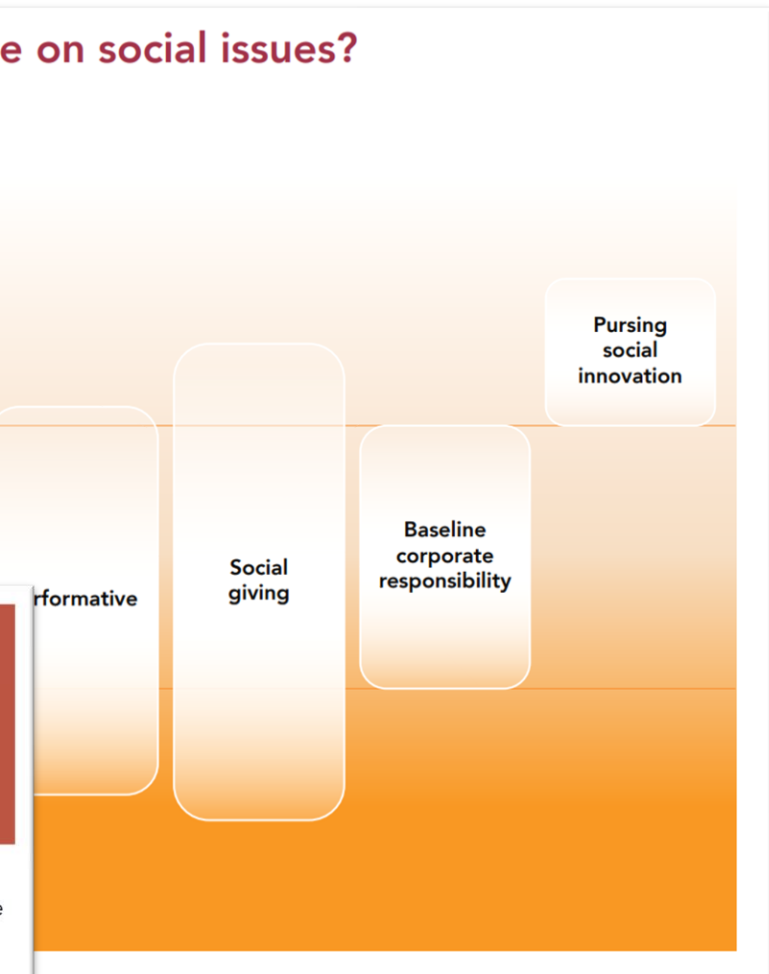 e on social issues?
Pursing
social
innovation
Baseline
corporate
responsibility
Social
giving
rformative
e